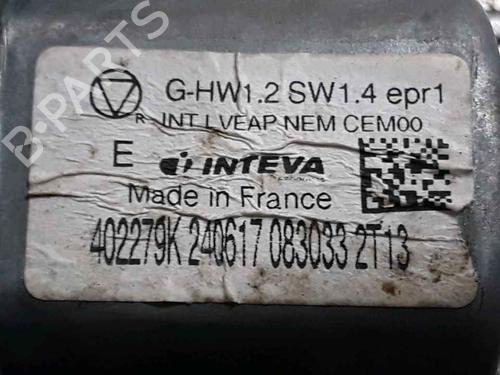 B-PARTS
G-HW1.2 SW1.4 epr1
R INT LVEAP NEM CEM00
E INTEVA
Made in France
402279K 240617 083033 2T13